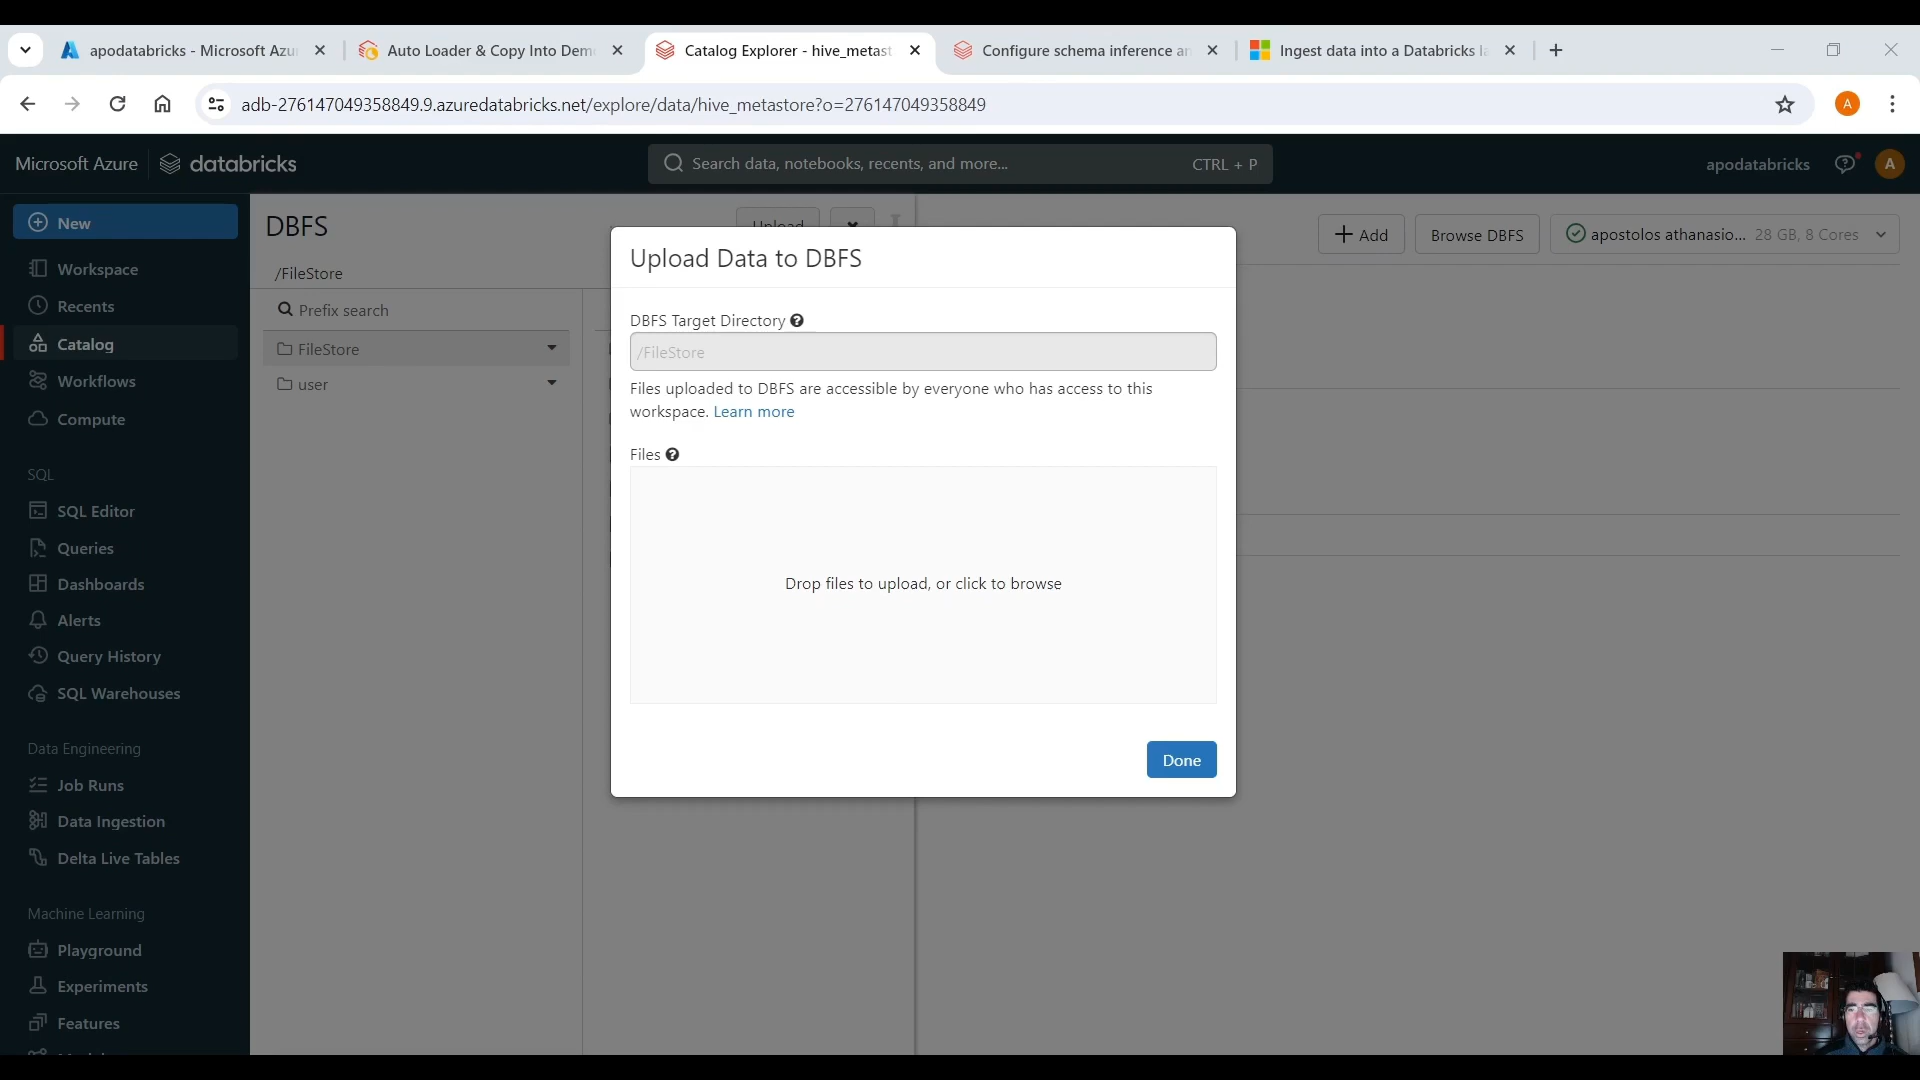 apodatabricks - Microsoft Azu
Auto Loader & Copy Into Dem
Catalog Explorer - hive_metast
Configure schema inference an
Ingest data into a Databricks l
adb-276147049358849.9.azuredatabricks.net/explore/data/hive_metastore?o=276147049358849
A
Microsoft Azure
databricks
Search data, notebooks, recents, and more...
CTRL + P
apodatabricks
A
New
Workspace
Recents
Catalog
Workflows
Compute
SQL
SQL Editor
Queries
Dashboards
Alerts
Query History
SQL Warehouses
Data Engineering
Job Runs
Data Ingestion
Delta Live Tables
Machine Learning
Playground
Experiments
Features
DBFS
Upload
/FileStore
Prefix search
FileStore
user
Add
Browse DBFS
apostolos athanasio...
28 GB, 8 Cores
Upload Data to DBFS
DBFS Target Directory
/FileStore
Files uploaded to DBFS are accessible by everyone who has access to this
workspace. Learn more
Files
Drop files to upload, or click to browse
Done